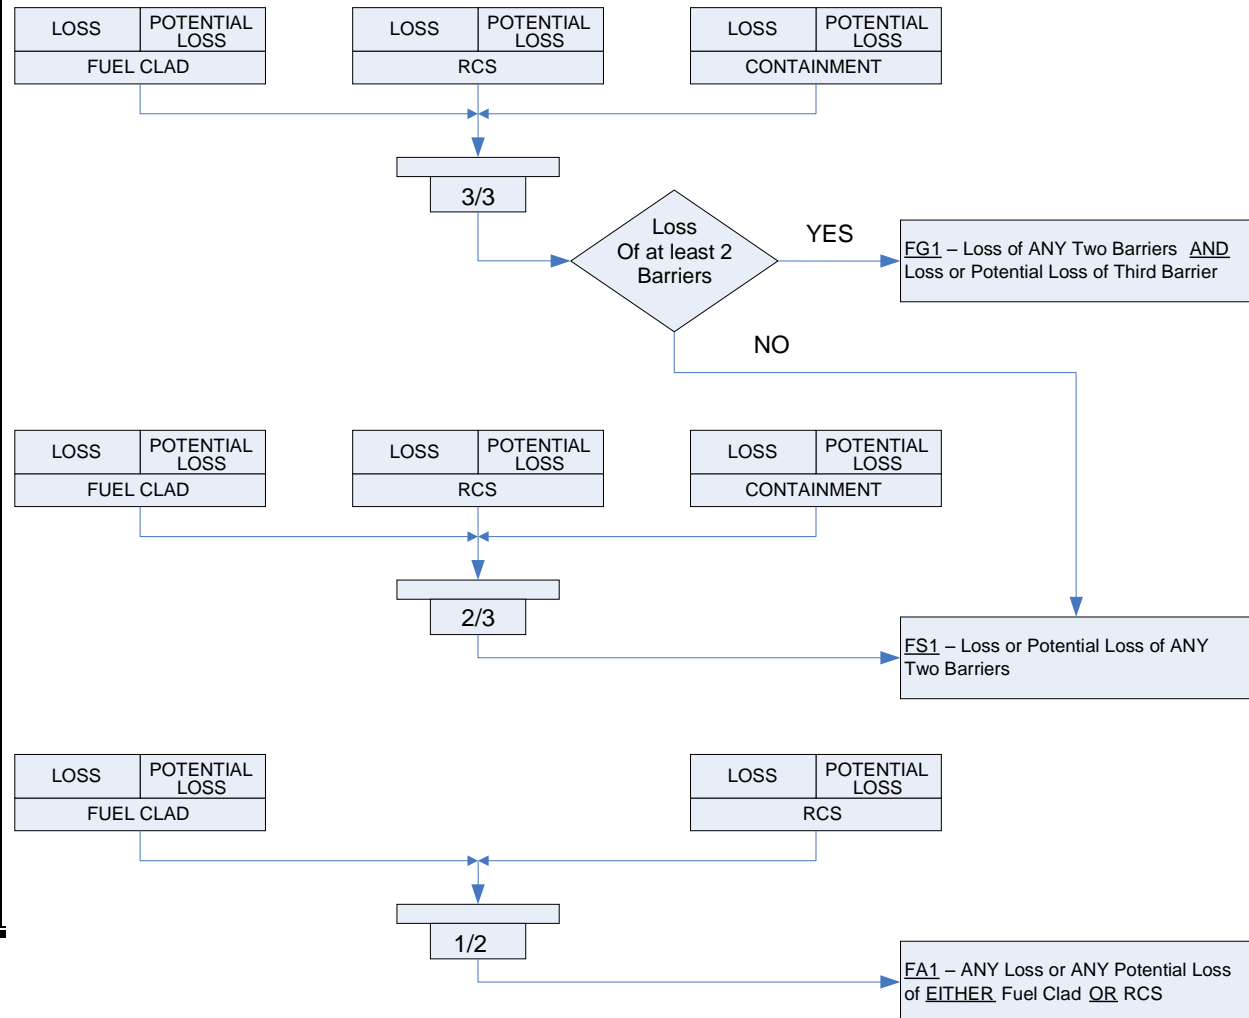 LOSS
POTENTIAL
LOSS
FUEL CLAD
LOSS
POTENTIAL
LOSS
RCS
LOSS
POTENTIAL
LOSS
CONTAINMENT
3/3
Loss
Of at least 2
Barriers
YES
FG1 – Loss of ANY Two Barriers AND
Loss or Potential Loss of Third Barrier
NO
LOSS
POTENTIAL
LOSS
FUEL CLAD
LOSS
POTENTIAL
LOSS
RCS
LOSS
POTENTIAL
LOSS
CONTAINMENT
2/3
FS1 – Loss or Potential Loss of ANY
Two Barriers
LOSS
POTENTIAL
LOSS
FUEL CLAD
LOSS
POTENTIAL
LOSS
RCS
1/2
FA1 – ANY Loss or ANY Potential Loss
of EITHER Fuel Clad OR RCS